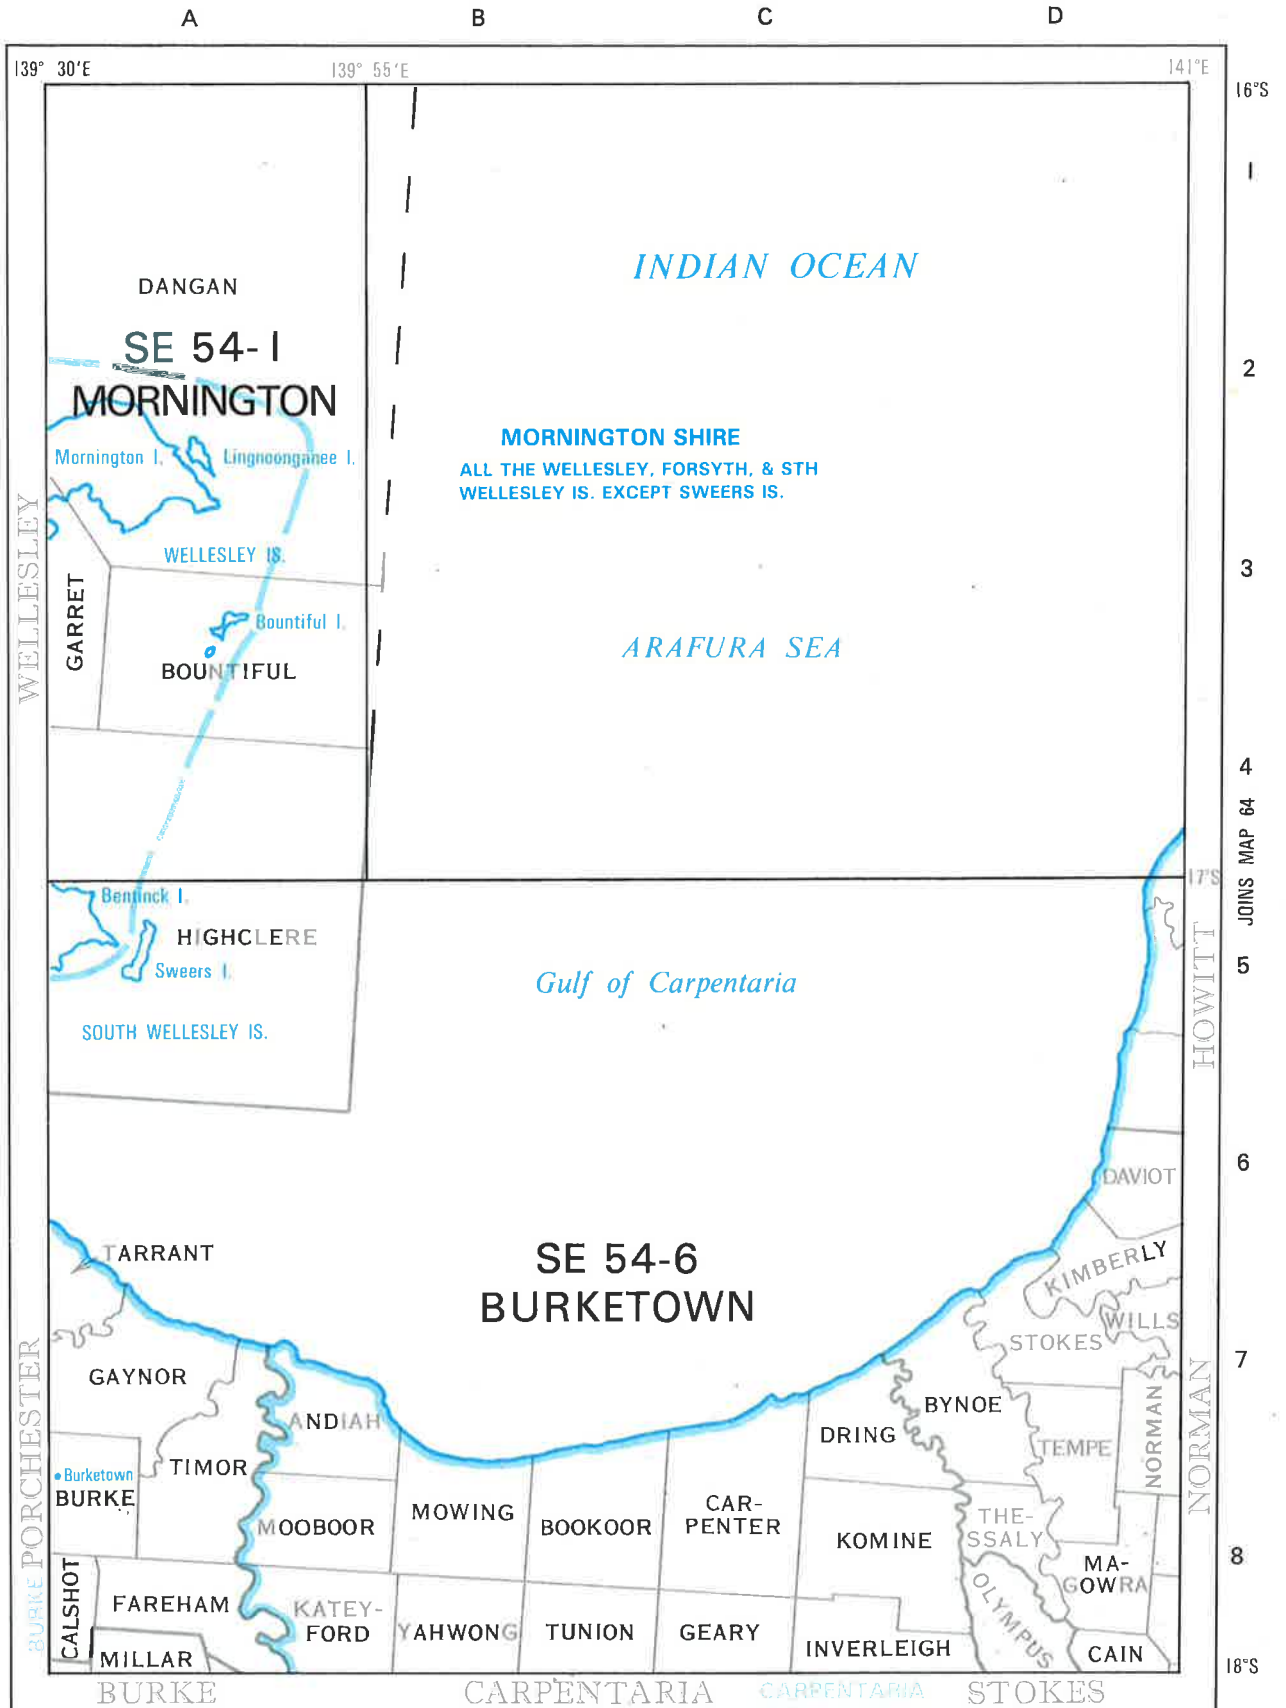 A B C D
139° 30'E 139° 55'E 141°E
16°S
1
INDIAN OCEAN
DANGAN
SE 54-1
MORNINGTON
2
MORNINGTON SHIRE
ALL THE WELLESLEY, FORSYTH, & STH
WELLESLEY IS. EXCEPT SWEERS IS.
Mornington I. Lingnoonganee I.
WELLESLEY
WELLESLEY IS.
3
GARRET
Bountiful I.
BOUNTIFUL
ARAFURA SEA
4
JOINS MAP 64
17°S
Bentinck I.
HIGHCLERE
Sweers I.
Gulf of Carpentaria
5
HOWITT
SOUTH WELLESLEY IS.
6
DAVIOT
TARRANT
SE 54-6
BURKETOWN
KIMBERLY
WILLS
STOKES
7
GAYNOR
PORCHESTER
ANDIAH
BYNOE
DRING
NORMAN
NORMAN
TEMPE
TIMOR
Burketown
BURKE
MOOBOOR
MOWING
BOOKOOR
CAR-
PENTER
KOMINE
THE-
SSALY
8
MA-
GOWRA
BURKE
CALSHOT
FAREHAM
KATEY-
FORD
YAHWONG
TUNION
GEARY
INVERLEIGH
OLYMPUS
CAIN
MILLAR
18°S
BURKE CARPENTARIA CARPENTARIA STOKES